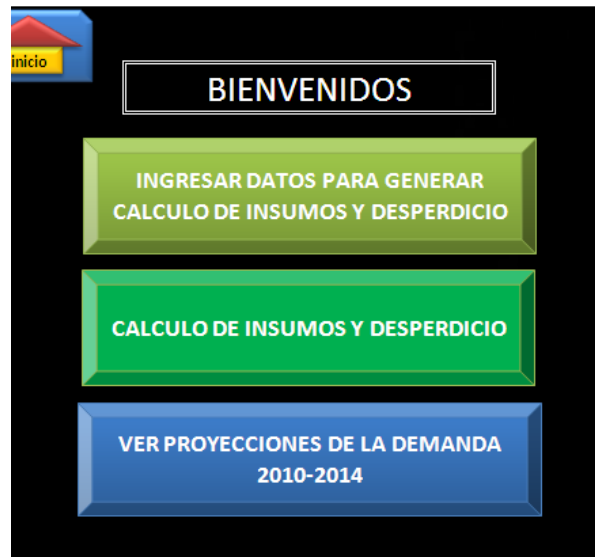 inicio
BIENVENIDOS
INGRESAR DATOS PARA GENERAR
CALCULO DE INSUMOS Y DESPERDICIO
CALCULO DE INSUMOS Y DESPERDICIO
VER PROYECCIONES DE LA DEMANDA
2010-2014